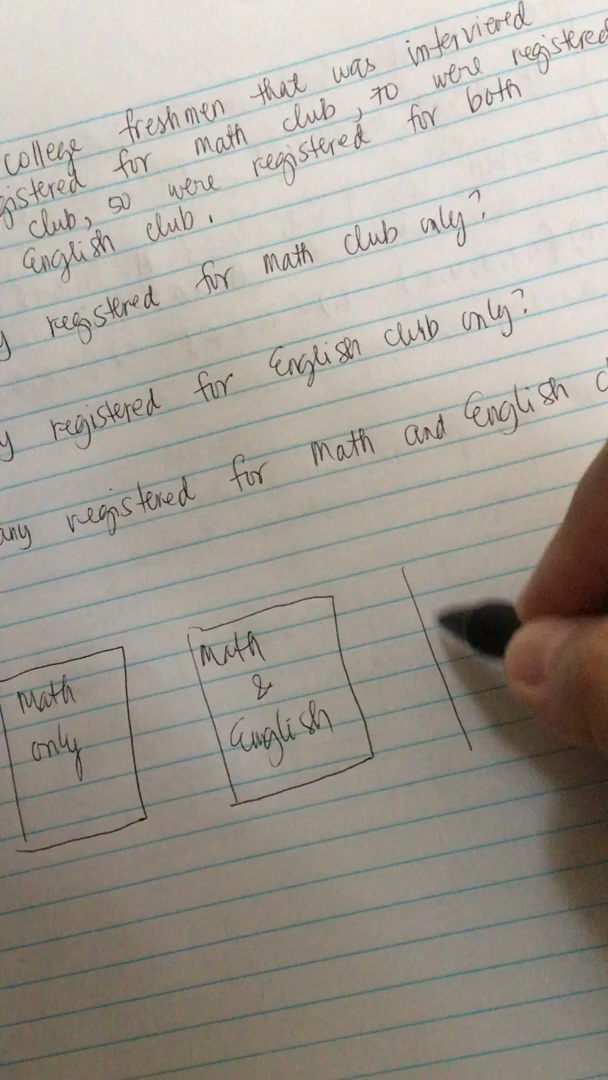 college freshmen that was interviewed
gistered for math club, 70 were registered
club, 50 were registered for both
English club.
y registered for math club only?
y registered for English club only?
any registered for Math and English c
Math
only
Math
&
English